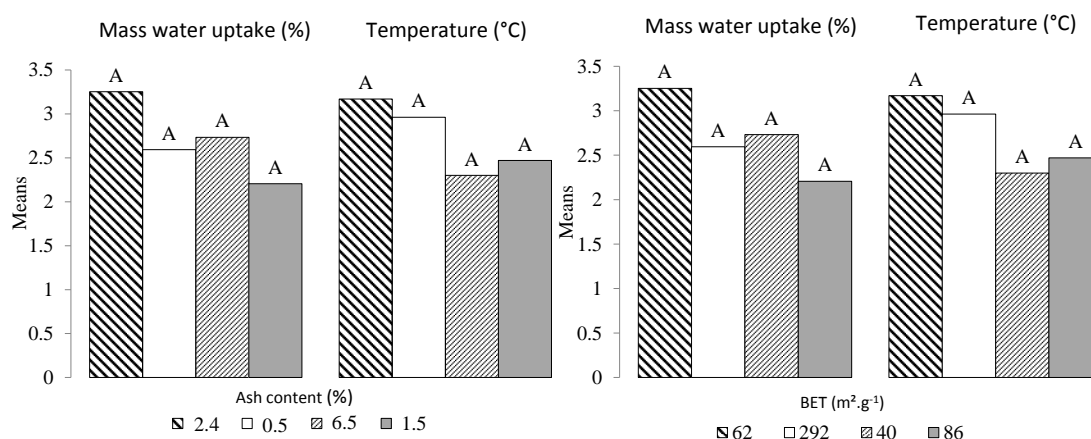 Mass water uptake (%) Temperature (°C)
3.5
3
2.5
2
1.5
1
0.5
0
Means
A
A
A
A
A
A
A
A
Ash content (%)
2.4 0.5 6.5 1.5
Mass water uptake (%) Temperature (°C)
3.5
3
2.5
2
1.5
1
0.5
0
Means
A
A
A
A
A
A
A
A
BET (m².g⁻¹)
62 292 40 86